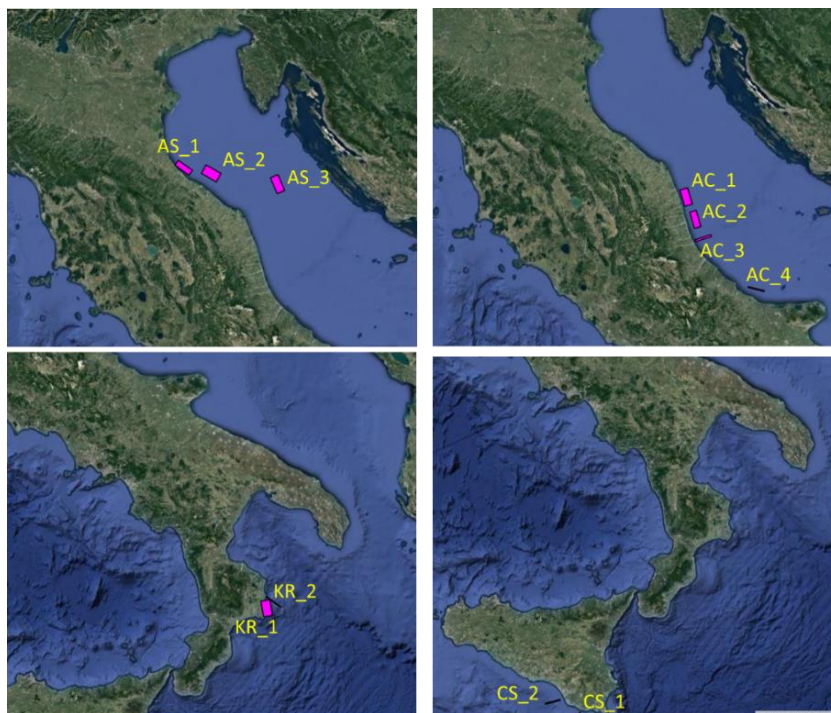 AS_1
AS_2
AS_3
AC_1
AC_2
AC_3
AC_4
KR_2
KR_1
CS_2
CS_1